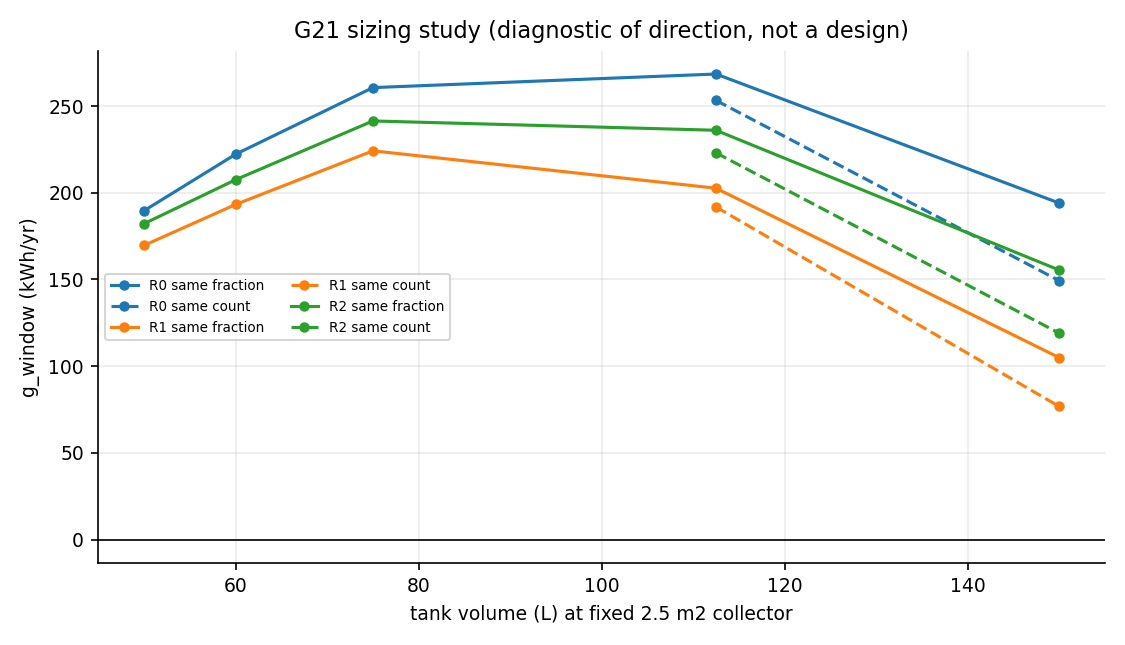 G21 sizing study (diagnostic of direction, not a design)
g_window (kWh/yr)
250
200
150
100
50
0
R0 same fraction
R0 same count
R1 same fraction
R1 same count
R2 same fraction
R2 same count
60 80 100 120 140
tank volume (L) at fixed 2.5 m2 collector